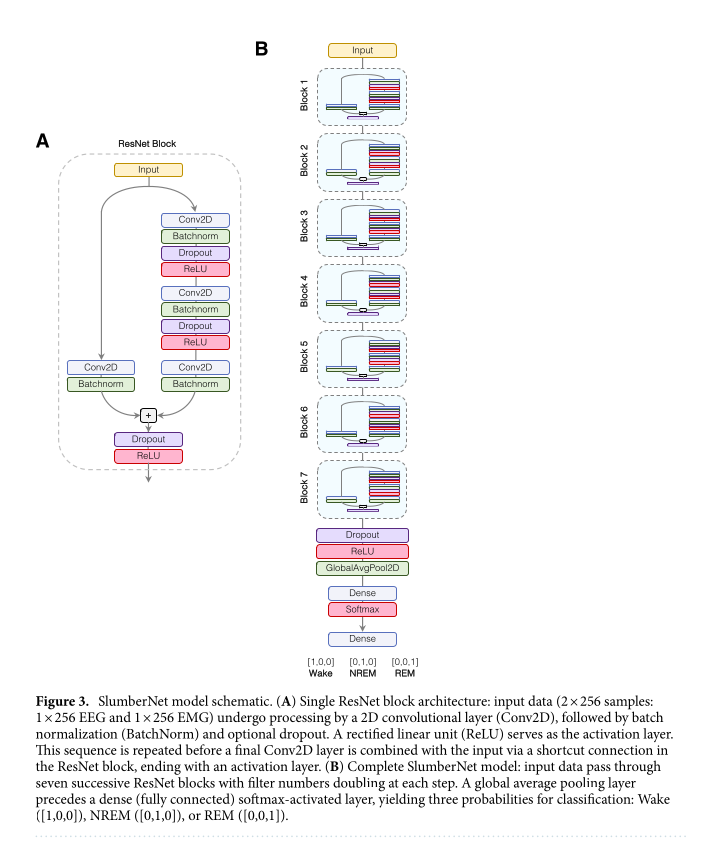 A
ResNet Block
Input
Conv2D
Batchnorm
Dropout
ReLU
Conv2D
Batchnorm
Dropout
ReLU
Conv2D
Batchnorm
Conv2D
Batchnorm
+
Dropout
ReLU
B
Input
Block 1
Block 2
Block 3
Block 4
Block 5
Block 6
Block 7
Dropout
ReLU
GlobalAvgPool2D
Dense
Softmax
Dense
[1,0,0] [0,1,0] [0,0,1]
Wake NREM REM
Figure 3. SlumberNet model schematic. (A) Single ResNet block architecture: input data (2 × 256 samples:
1 × 256 EEG and 1 × 256 EMG) undergo processing by a 2D convolutional layer (Conv2D), followed by batch
normalization (BatchNorm) and optional dropout. A rectified linear unit (ReLU) serves as the activation layer.
This sequence is repeated before a final Conv2D layer is combined with the input via a shortcut connection in
the ResNet block, ending with an activation layer. (B) Complete SlumberNet model: input data pass through
seven successive ResNet blocks with filter numbers doubling at each step. A global average pooling layer
precedes a dense (fully connected) softmax-activated layer, yielding three probabilities for classification: Wake
([1,0,0]), NREM ([0,1,0]), or REM ([0,0,1]).